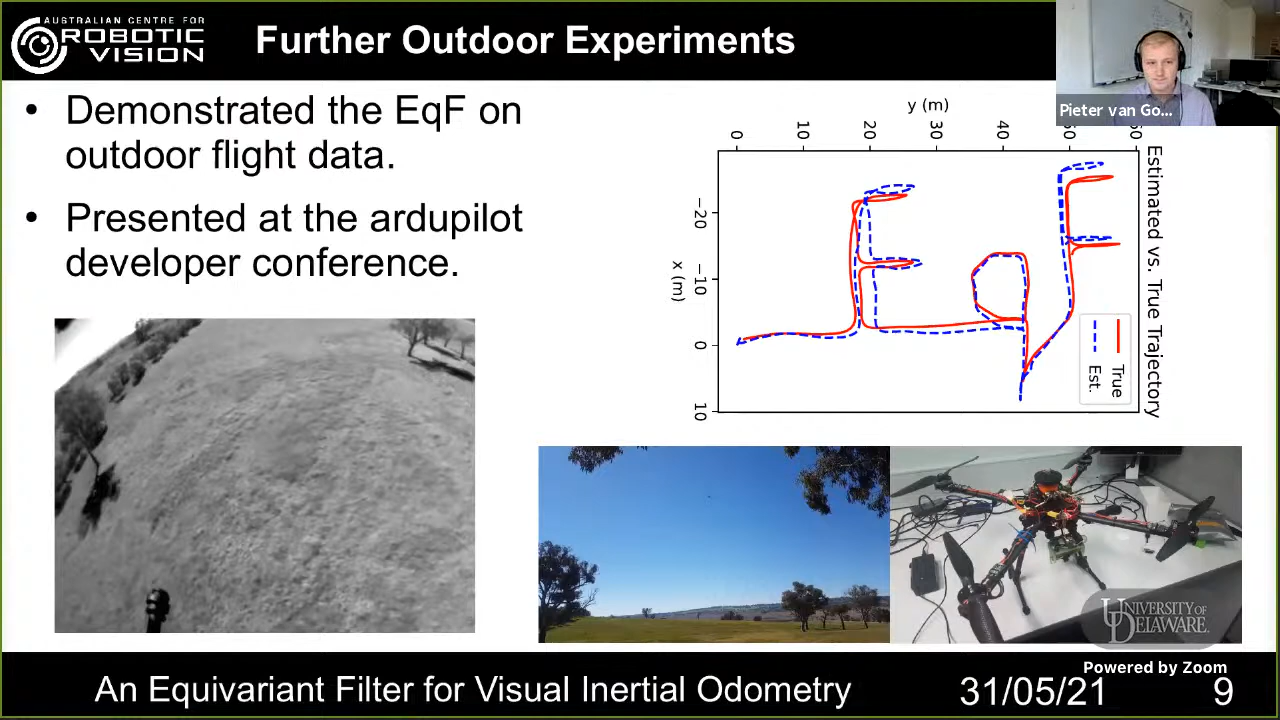 AUSTRALIAN CENTRE FOR
ROBOTIC
VISION
Further Outdoor Experiments
Pieter van Go...
• Demonstrated the EqF on
outdoor flight data.
• Presented at the ardupilot
developer conference.
y (m)
0 10 20 30 40
Estimated vs. True Trajectory
−20
−10
0
10
x (m)
True
Est.
UNIVERSITY OF
DELAWARE.
Powered by Zoom
An Equivariant Filter for Visual Inertial Odometry 31/05/21 9